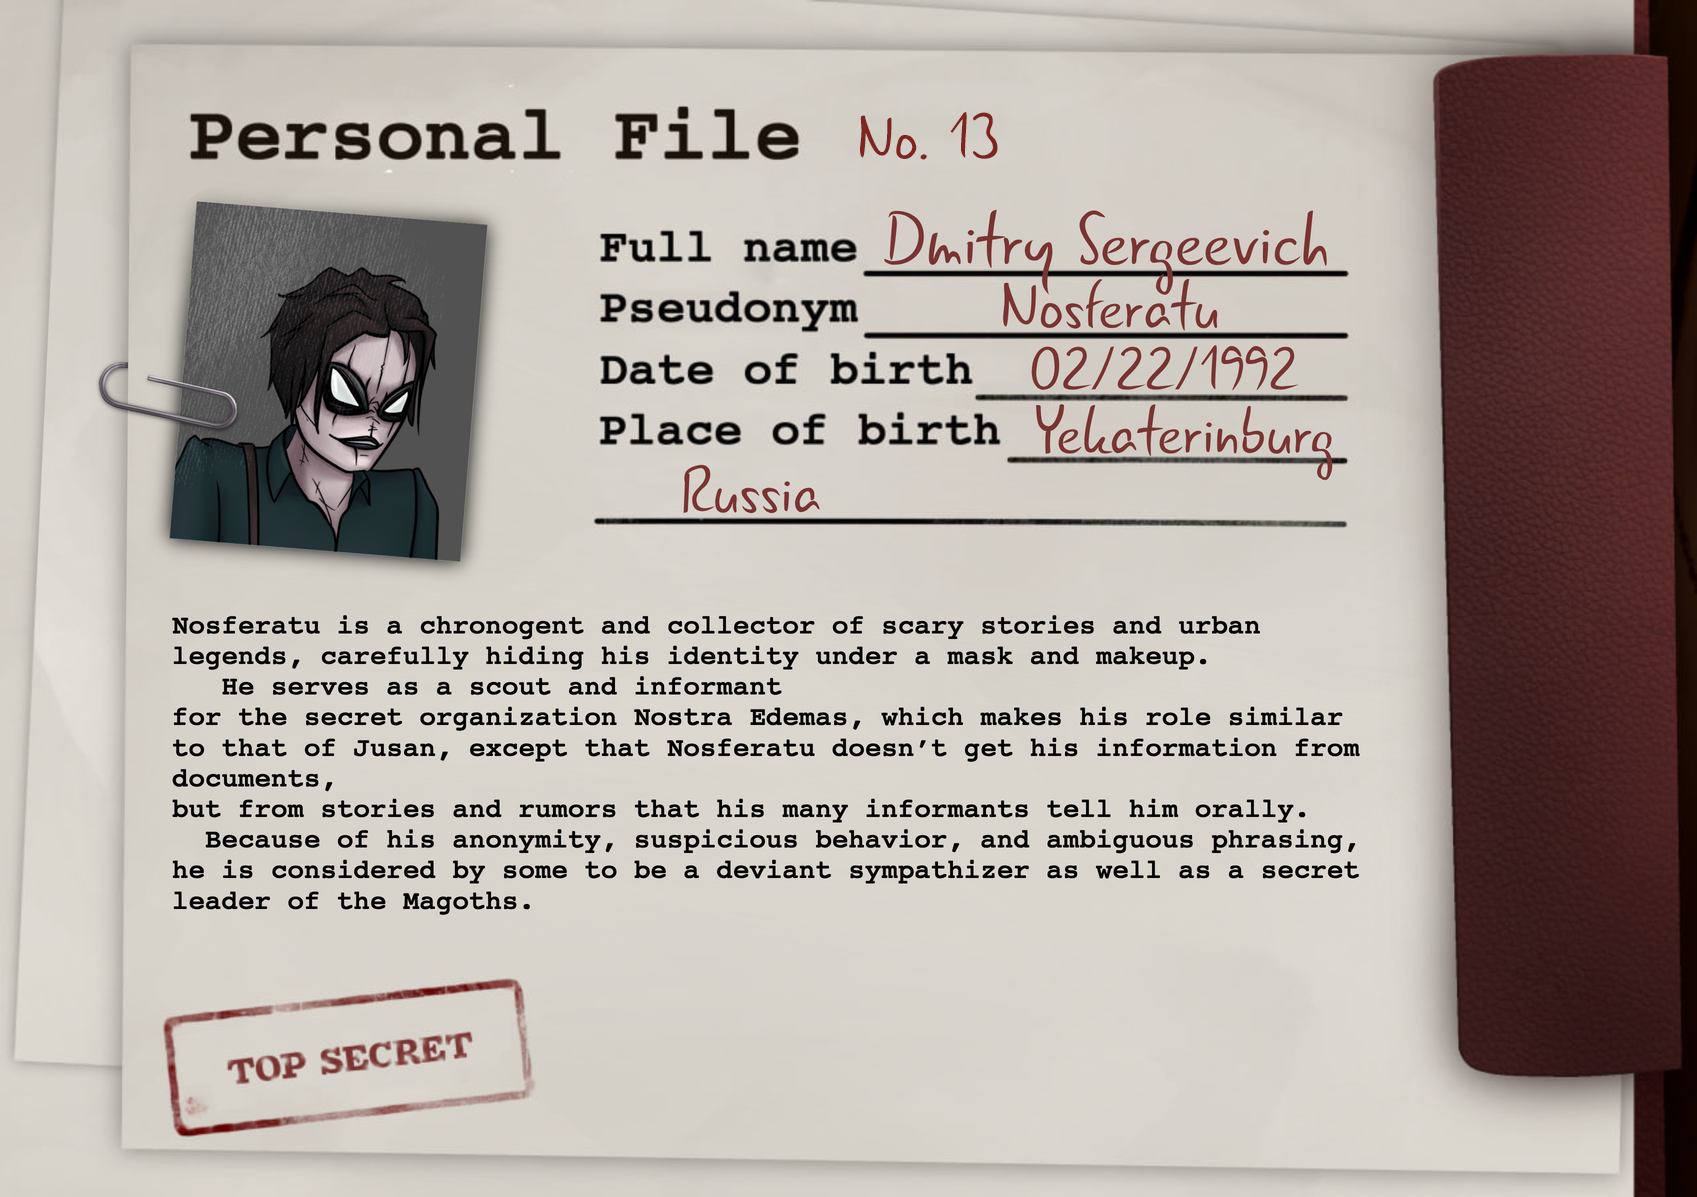 Personal File No. 13
Full name Dmitry Sergeevich
Pseudonym Nosferatu
Date of birth 02/22/1992
Place of birth Yekaterinburg
Russia
Nosferatu is a chronogent and collector of scary stories and urban
legends, carefully hiding his identity under a mask and makeup.
He serves as a scout and informant
for the secret organization Nostra Edemas, which makes his role similar
to that of Jusan, except that Nosferatu doesn’t get his information from
documents,
but from stories and rumors that his many informants tell him orally.
Because of his anonymity, suspicious behavior, and ambiguous phrasing,
he is considered by some to be a deviant sympathizer as well as a secret
leader of the Magoths.
TOP SECRET